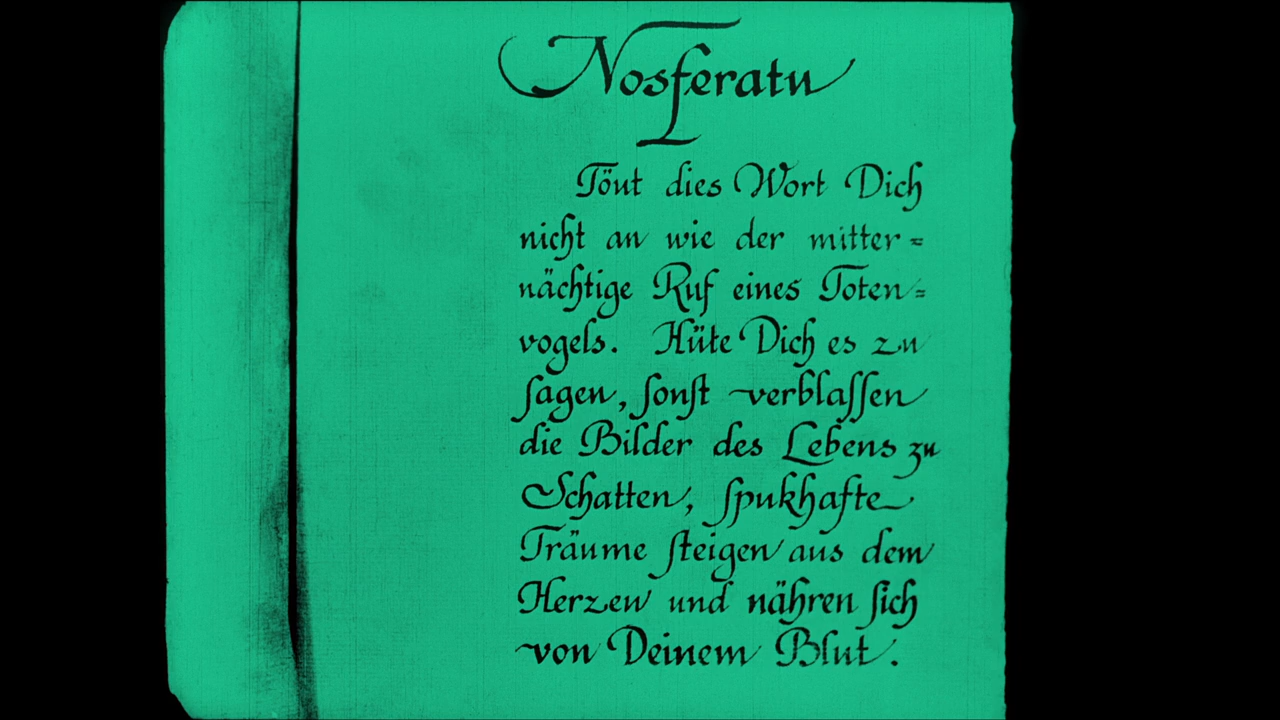 Nosferatu
Tönt dies Wort Dich
nicht an wie der mitter=
nächtige Ruf eines Toten=
vogels. Hüte Dich es zu
ſagen, ſonſt verblaſſen
die Bilder des Lebens zu
Schatten, ſpukhafte
Träume ſteigen aus dem
Herzen und nähren ſich
von Deinem Blut.